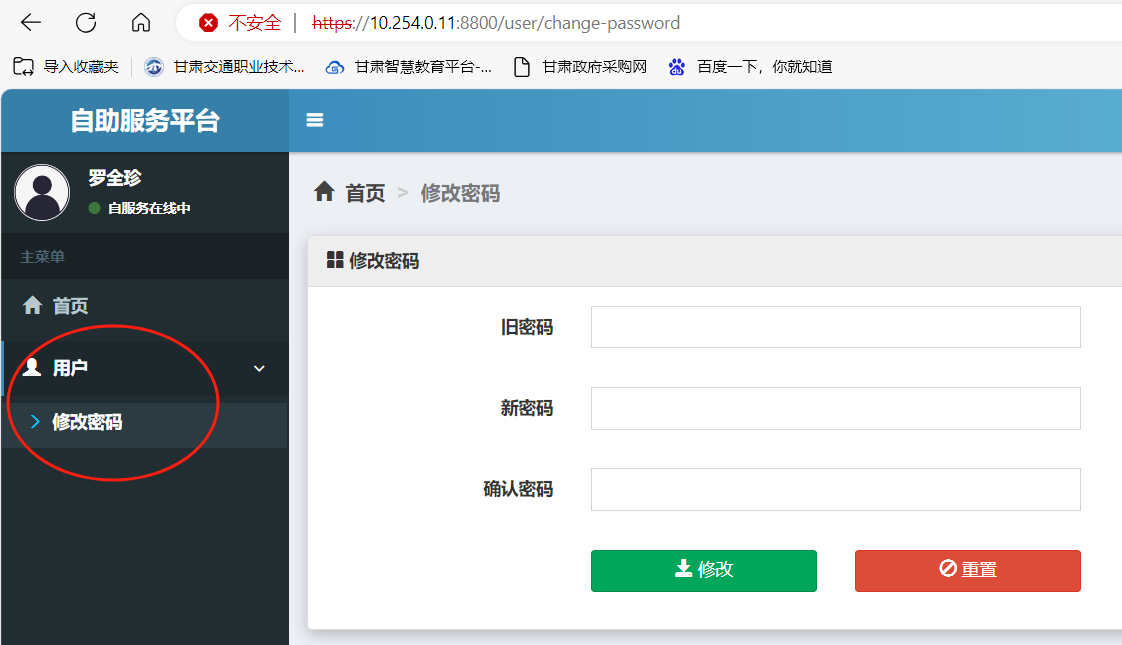 不安全 | https://10.254.0.11:8800/user/change-password
导入收藏夹 甘肃交通职业技术... 甘肃智慧教育平台-... 甘肃政府采购网 百度一下，你就知道
自助服务平台
罗全珍
自服务在线中
主菜单
首页
用户
修改密码
首页 > 修改密码
修改密码
旧密码
新密码
确认密码
修改 重置